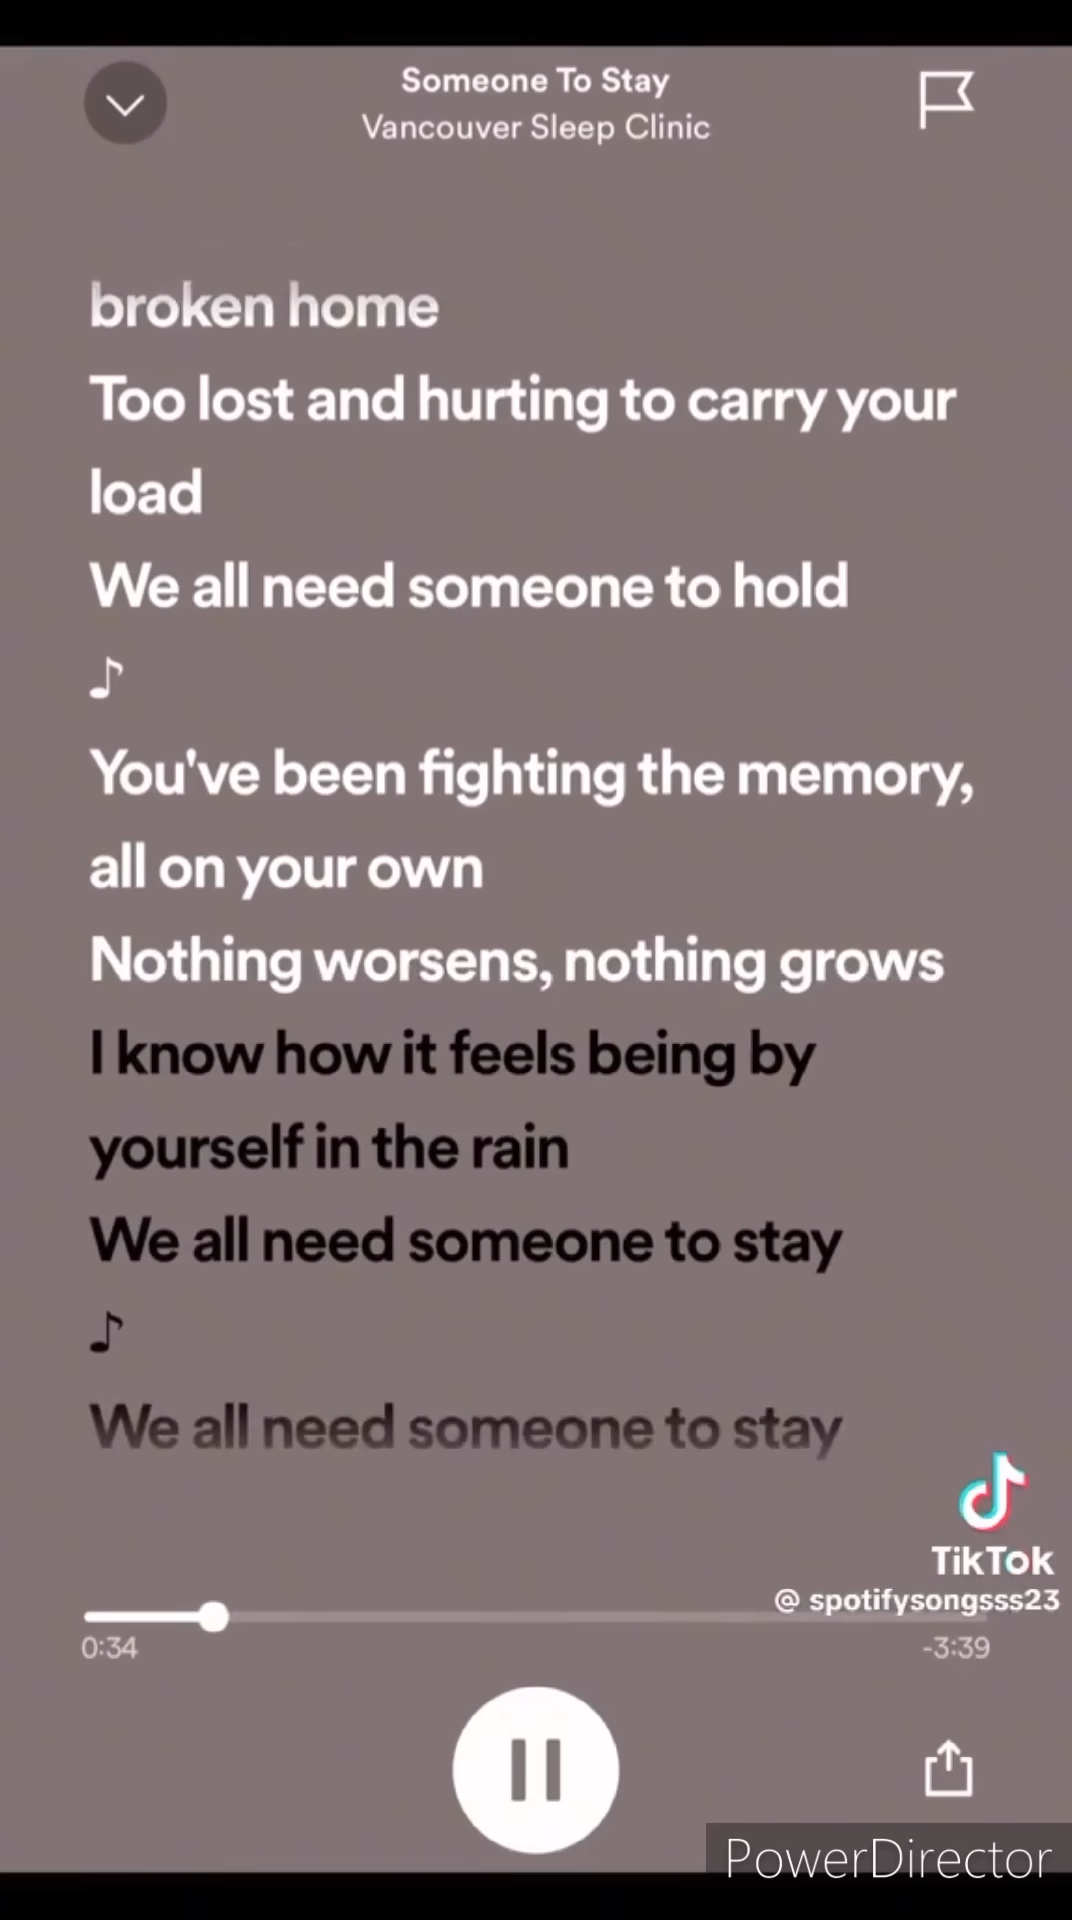 Someone To Stay
Vancouver Sleep Clinic
broken home
Too lost and hurting to carry your
load
We all need someone to hold
♪
You've been fighting the memory,
all on your own
Nothing worsens, nothing grows
I know how it feels being by
yourself in the rain
We all need someone to stay
♪
We all need someone to stay
TikTok
@ spotifysongsss23
0:34
-3:39
PowerDirector